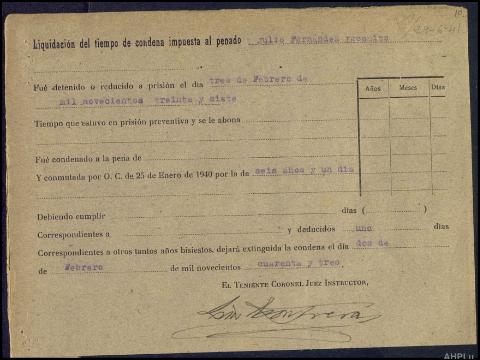 Liquidación del tiempo de condena impuesta al penado Julio Fernández
29-6-41
Fué detenido o reducido a prisión el día tres de Febrero de
mil novecientos treinta y siete
Años Meses Días
Tiempo que estuvo en prisión preventiva y se le abona
Fué condenado a la pena de
Y conmutada por O. C. de 25 de Enero de 1940 por la de seis años y un día
Debiendo cumplir días ( )
Correspondientes a y deducidos uno días
Correspondientes a otros tantos años bisiestos, dejará extinguida la condena el día dos de
de Febrero de mil novecientos cuarenta y tres
El Teniente Coronel Juez Instructor,
AHPLu